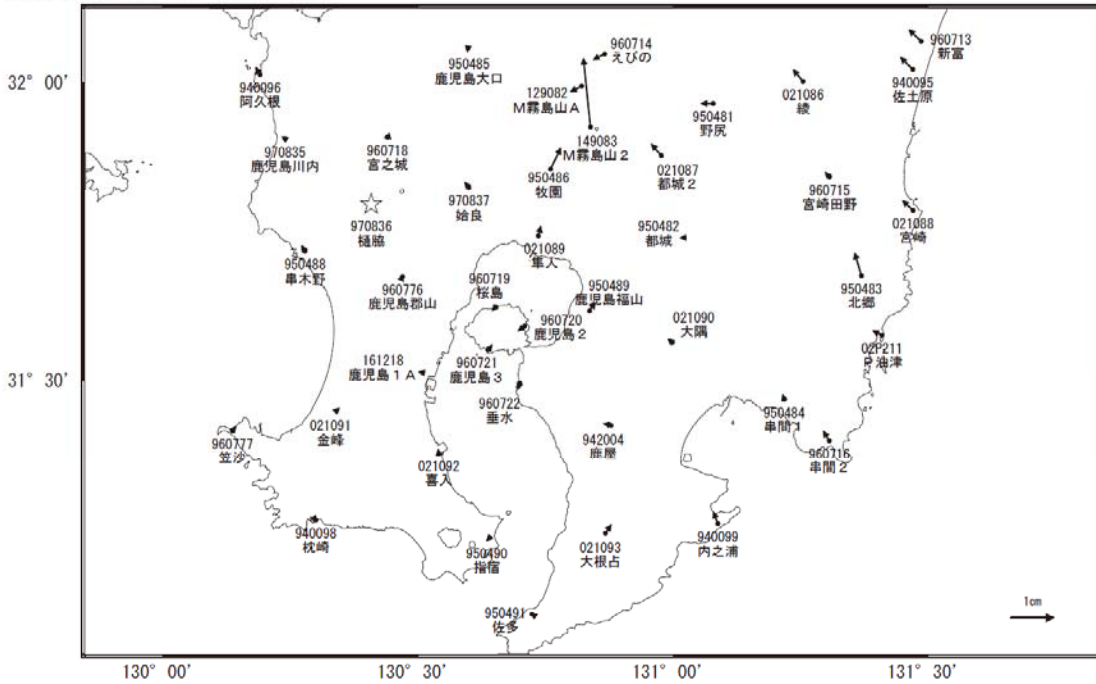 960713
新富
960714
えびの
950485
鹿児島大口
32° 00'
940096
阿久根
129082
M霧島山A
021086
綾
940095
佐土原
950481
野尻
149083
M霧島山2
970835
鹿児島川内
960718
宮之城
950486
牧園
021087
都城2
960715
宮崎田野
970837
姶良
970836
樋脇
950482
都城
021088
宮崎
021089
隼人
950488
串木野
960776
鹿児島郡山
960719
桜島
950489
鹿児島福山
950483
北郷
960720
鹿児島2
021090
大隅
02P211
P油津
161218
鹿児島1A
960721
鹿児島3
31° 30'
960722
垂水
950484
串間1
021091
金峰
960777
笠沙
942004
鹿屋
960716
串間2
021092
喜入
940098
枕崎
950490
指宿
021093
大根占
940099
内之浦
950491
佐多
1cm
130° 00'
130° 30'
131° 00'
131° 30'